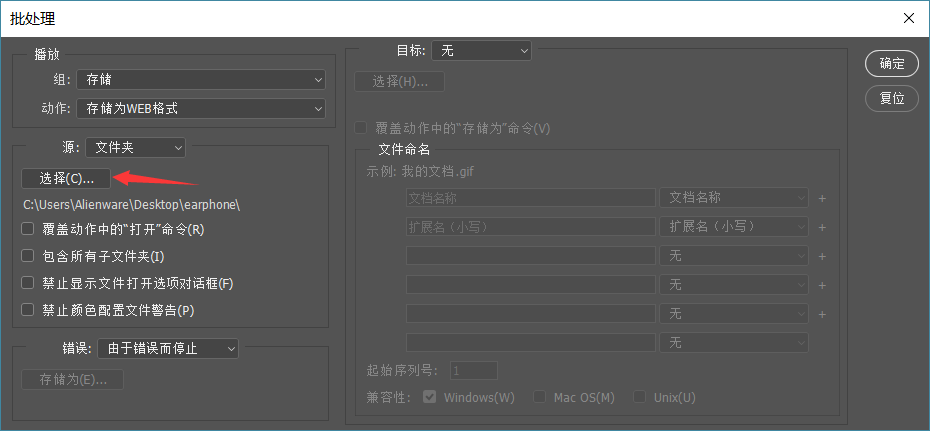 批处理
播放
组: 存储
动作: 存储为WEB格式
源: 文件夹
选择(C)...
C:\Users\Alienware\Desktop\earphone\
覆盖动作中的“打开”命令(R)
包含所有子文件夹(I)
禁止显示文件打开选项对话框(F)
禁止颜色配置文件警告(P)
错误: 由于错误而停止
存储为(E)...
目标: 无
选择(H)...
覆盖动作中的“存储为”命令(V)
文件命名
示例: 我的文档.gif
文档名称 文档名称 +
扩展名（小写） 扩展名（小写） +
无 +
无 +
无 +
无
起始序列号: 1
兼容性: Windows(W) Mac OS(M) Unix(U)
确定
复位